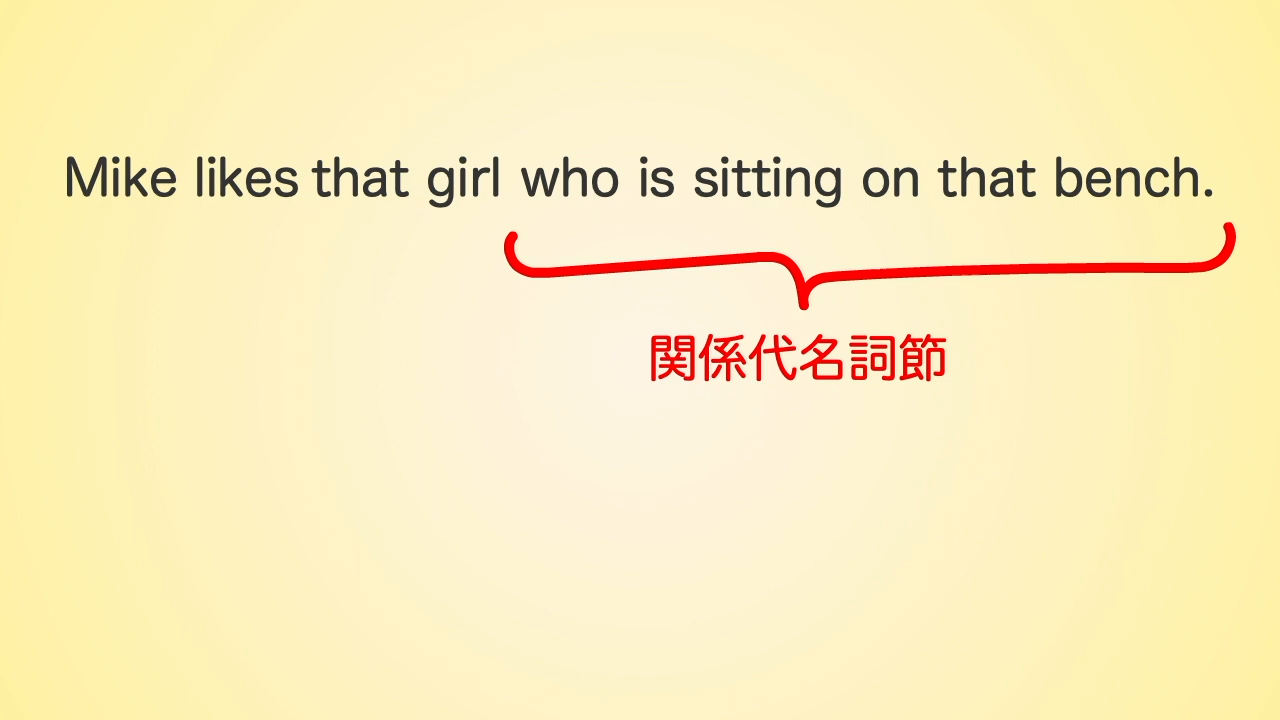 Mike likes that girl who is sitting on that bench.
関係代名詞節